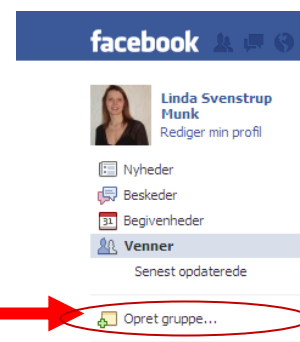 facebook
Linda Svenstrup
Munk
Rediger min profil
Nyheder
Beskeder
31 Begivenheder
Venner
Senest opdaterede
Opret gruppe...